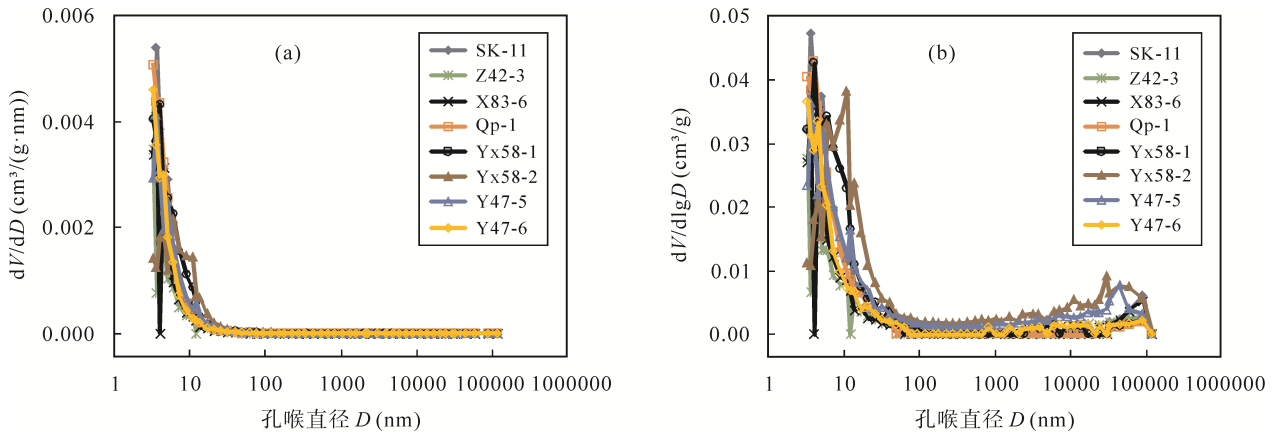 0.006
0.004
0.002
0.000
dV/dD (cm³/(g·nm))
(a)
SK-11
Z42-3
X83-6
Qp-1
Yx58-1
Yx58-2
Y47-5
Y47-6
1 10 100 1000 10000 100000 1000000
孔喉直径 D (nm)
0.05
0.04
0.03
0.02
0.01
0.00
dV/dlgD (cm³/g)
(b)
SK-11
Z42-3
X83-6
Qp-1
Yx58-1
Yx58-2
Y47-5
Y47-6
1 10 100 1000 10000 100000 1000000
孔喉直径 D (nm)